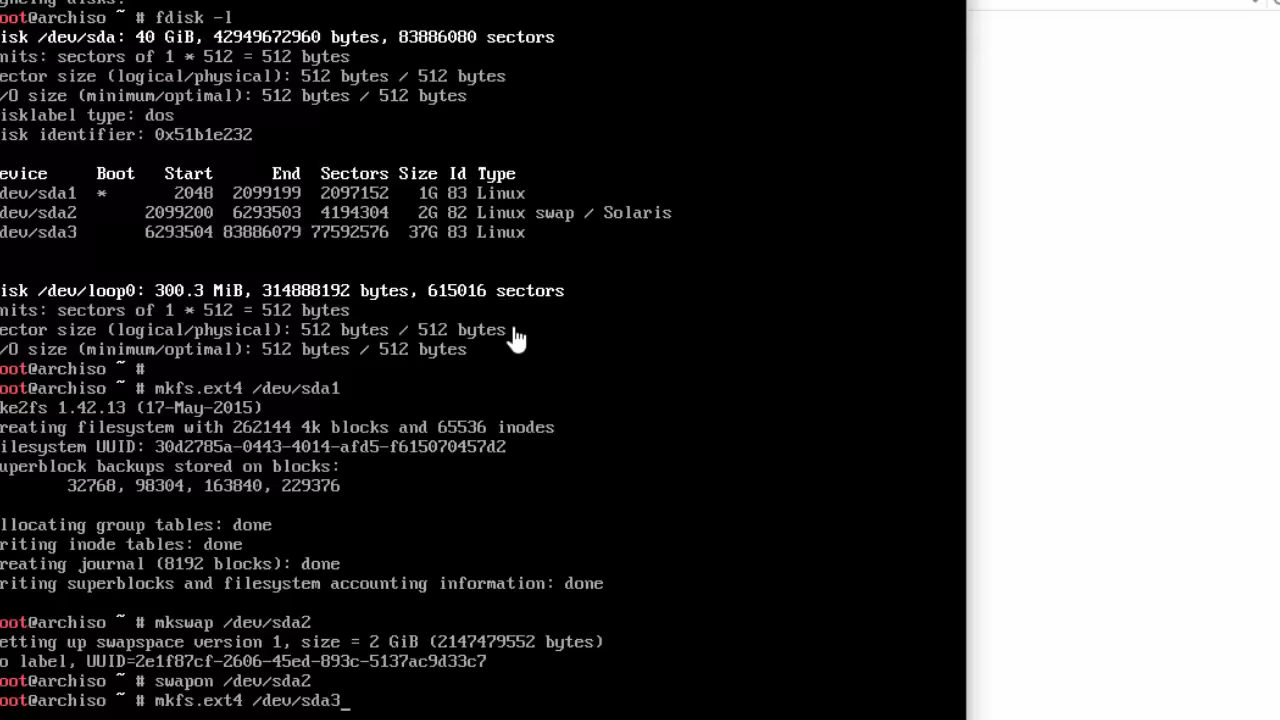 gncing disks.
oot@archiso ~ # fdisk -l
isk /dev/sda: 40 GiB, 42949672960 bytes, 83886080 sectors
nits: sectors of 1 * 512 = 512 bytes
ector size (logical/physical): 512 bytes / 512 bytes
/O size (minimum/optimal): 512 bytes / 512 bytes
isklabel type: dos
isk identifier: 0x51b1e232
evice Boot Start End Sectors Size Id Type
dev/sda1 * 2048 2099199 2097152 1G 83 Linux
dev/sda2 2099200 6293503 4194304 2G 82 Linux swap / Solaris
dev/sda3 6293504 83886079 77592576 37G 83 Linux
isk /dev/loop0: 300.3 MiB, 314888192 bytes, 615016 sectors
nits: sectors of 1 * 512 = 512 bytes
ector size (logical/physical): 512 bytes / 512 bytes
/O size (minimum/optimal): 512 bytes / 512 bytes
oot@archiso ~ #
oot@archiso ~ # mkfs.ext4 /dev/sda1
ke2fs 1.42.13 (17-May-2015)
reating filesystem with 262144 4k blocks and 65536 inodes
ilesystem UUID: 30d2785a-0443-4014-afd5-f615070457d2
uperblock backups stored on blocks:
32768, 98304, 163840, 229376
llocating group tables: done
riting inode tables: done
reating journal (8192 blocks): done
riting superblocks and filesystem accounting information: done
oot@archiso ~ # mkswap /dev/sda2
etting up swapspace version 1, size = 2 GiB (2147479552 bytes)
o label, UUID=2e1f87cf-2606-45ed-893c-5137ac9d33c7
oot@archiso ~ # swapon /dev/sda2
oot@archiso ~ # mkfs.ext4 /dev/sda3_